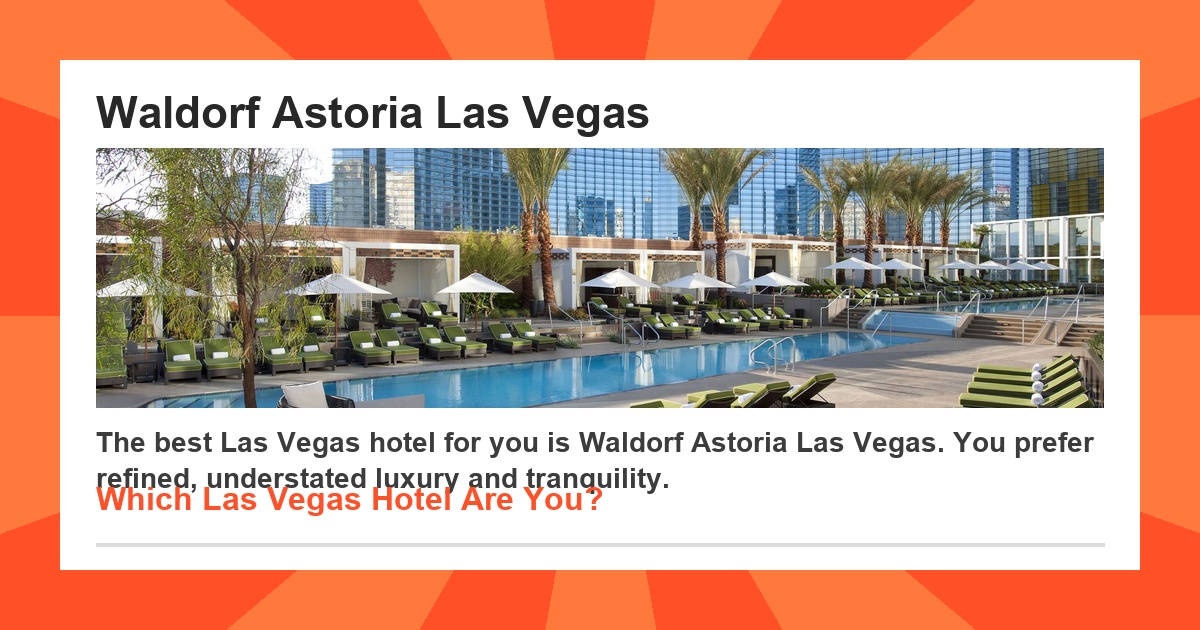 Waldorf Astoria Las Vegas
The best Las Vegas hotel for you is Waldorf Astoria Las Vegas. You prefer
refined, understated luxury and tranquility.
Which Las Vegas Hotel Are You?